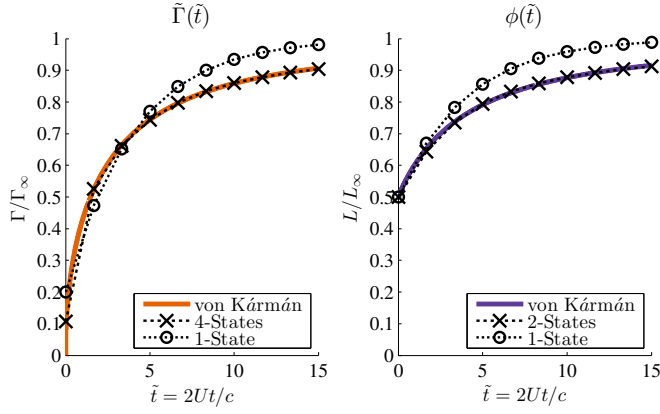 Γ̃(t̃)
Γ/Γ∞
1
0.9
0.8
0.7
0.6
0.5
0.4
0.3
0.2
0.1
0
0 5 10 15
t̃ = 2Ut/c
von Kármán
4-States
1-State
ϕ(t̃)
L/L∞
1
0.9
0.8
0.7
0.6
0.5
0.4
0.3
0.2
0.1
0
0 5 10 15
t̃ = 2Ut/c
von Kármán
2-States
1-State